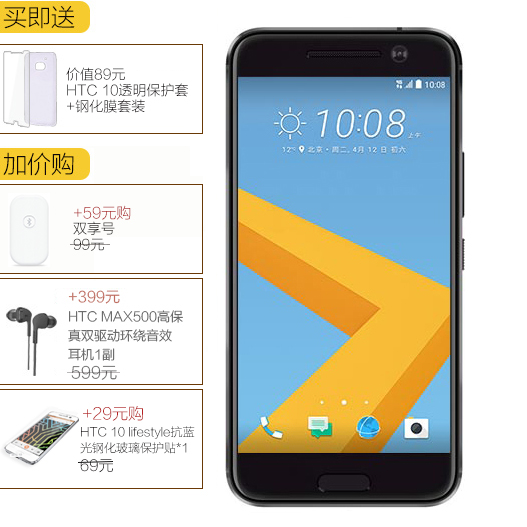 买即送
价值89元
HTC 10透明保护套
+钢化膜套装
加价购
+59元购
双享号
99元
+399元
HTC MAX500高保
真双驱动环绕音效
耳机1副
599元
+29元购
HTC 10 lifestyle抗蓝
光钢化玻璃保护贴*1
69元
10:08
10:08 上午
12° 北京·周二, 4月 12日 初六